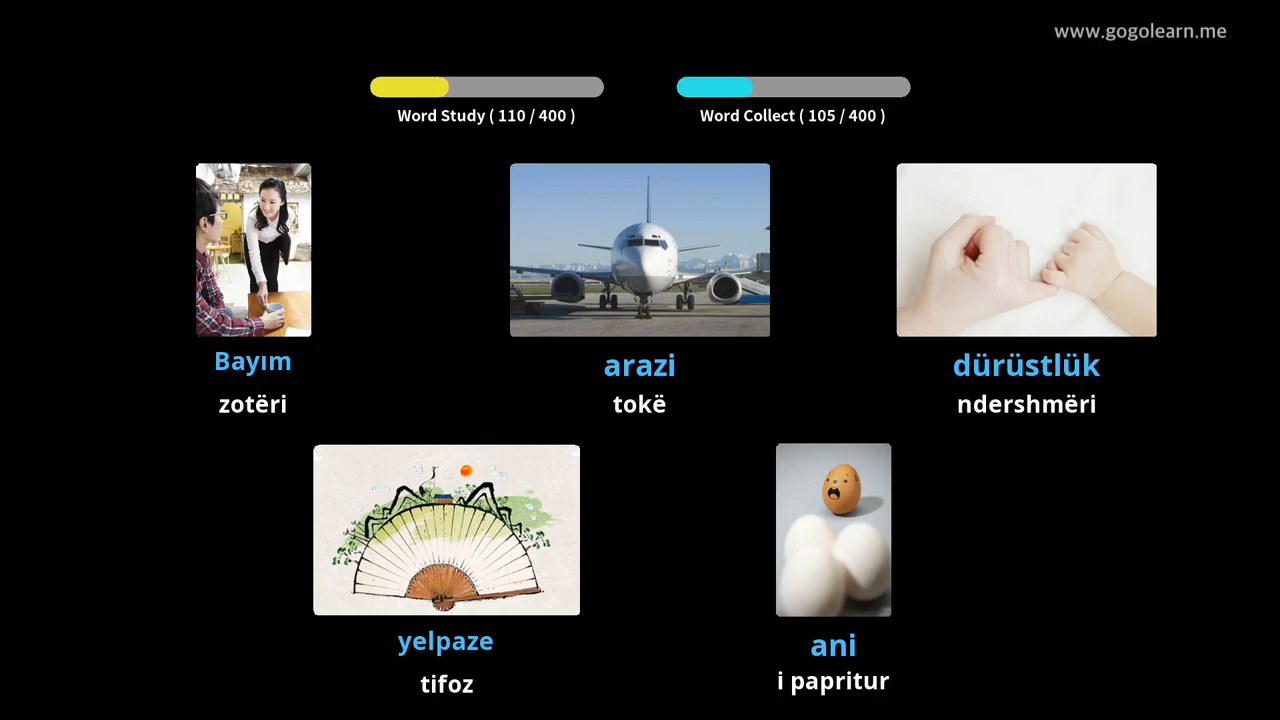 www.gogolearn.me
Word Study ( 110 / 400 )
Word Collect ( 105 / 400 )
Bayım
zotëri
arazi
tokë
dürüstlük
ndershmëri
yelpaze
tifoz
ani
i papritur